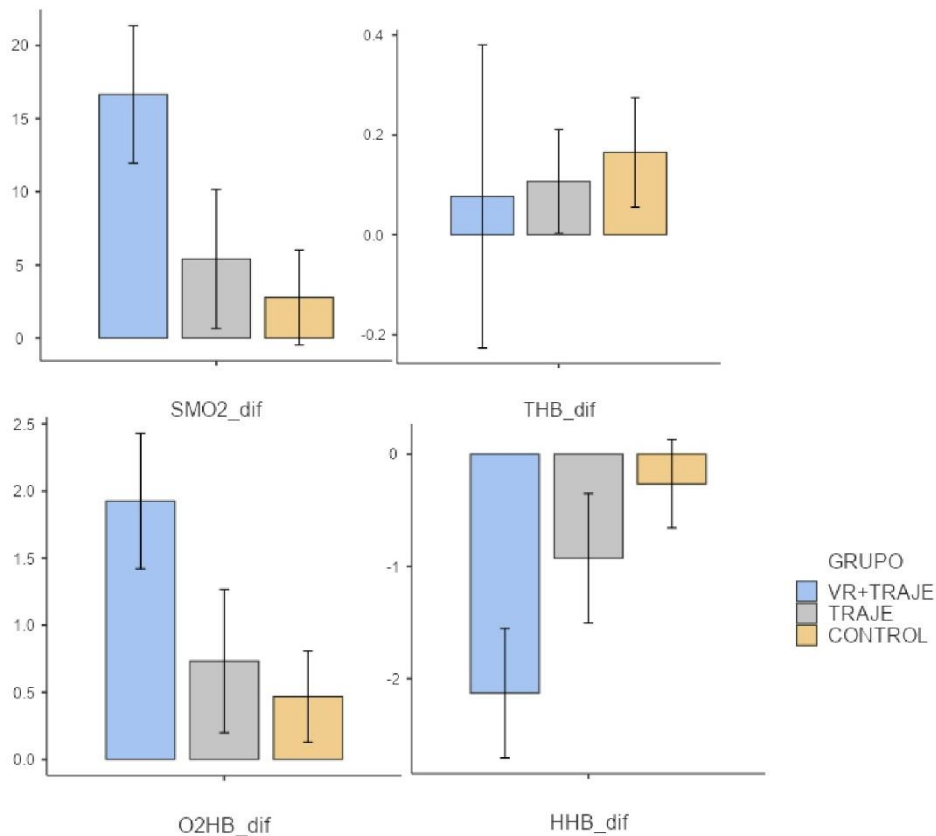 20
15
10
5
0
SMO2_dif
0.4
0.2
0.0
-0.2
THB_dif
2.5
2.0
1.5
1.0
0.5
0.0
O2HB_dif
0
-1
-2
HHB_dif
GRUPO
VR+TRAJE
TRAJE
CONTROL